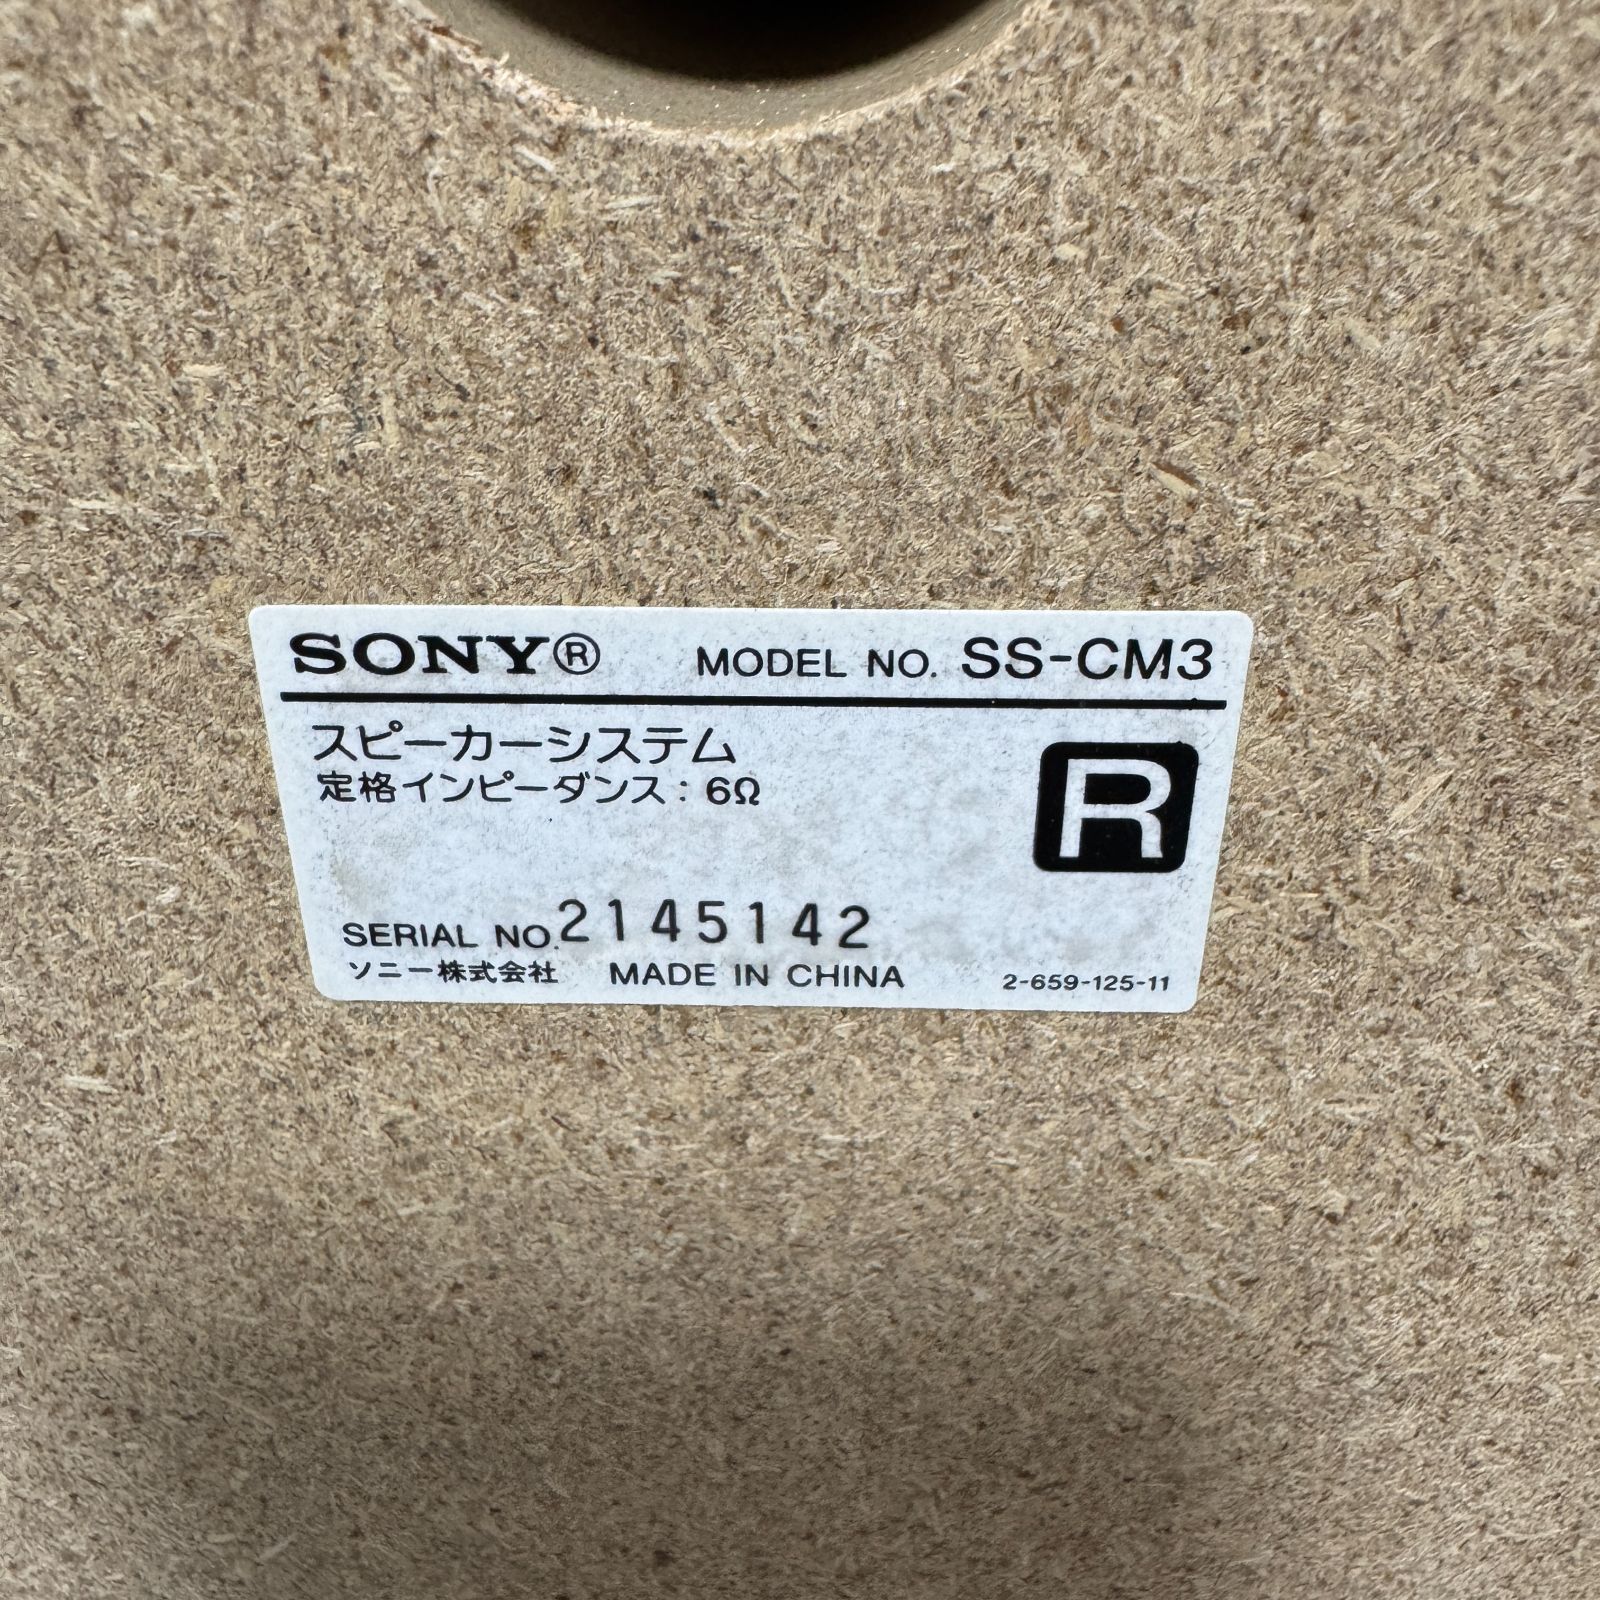 SONY® MODEL NO. SS-CM3
スピーカーシステム
定格インピーダンス：6Ω
R
SERIAL NO. 2145142
ソニー株式会社 MADE IN CHINA 2-659-125-11